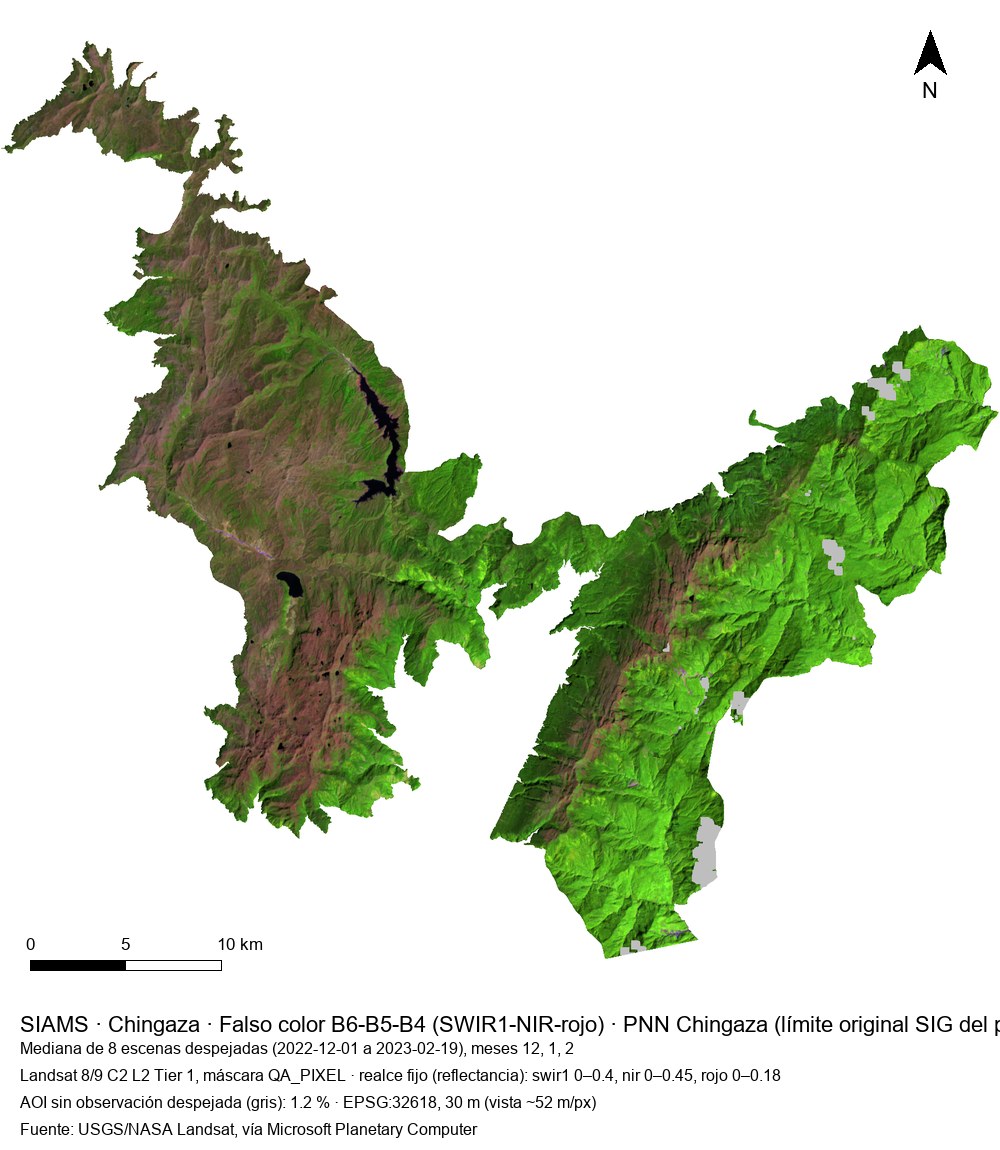 N
0 5 10 km
SIAMS · Chingaza · Falso color B6-B5-B4 (SWIR1-NIR-rojo) · PNN Chingaza (límite original SIG del p
Mediana de 8 escenas despejadas (2022-12-01 a 2023-02-19), meses 12, 1, 2
Landsat 8/9 C2 L2 Tier 1, máscara QA_PIXEL · realce fijo (reflectancia): swir1 0–0.4, nir 0–0.45, rojo 0–0.18
AOI sin observación despejada (gris): 1.2 % · EPSG:32618, 30 m (vista ~52 m/px)
Fuente: USGS/NASA Landsat, vía Microsoft Planetary Computer